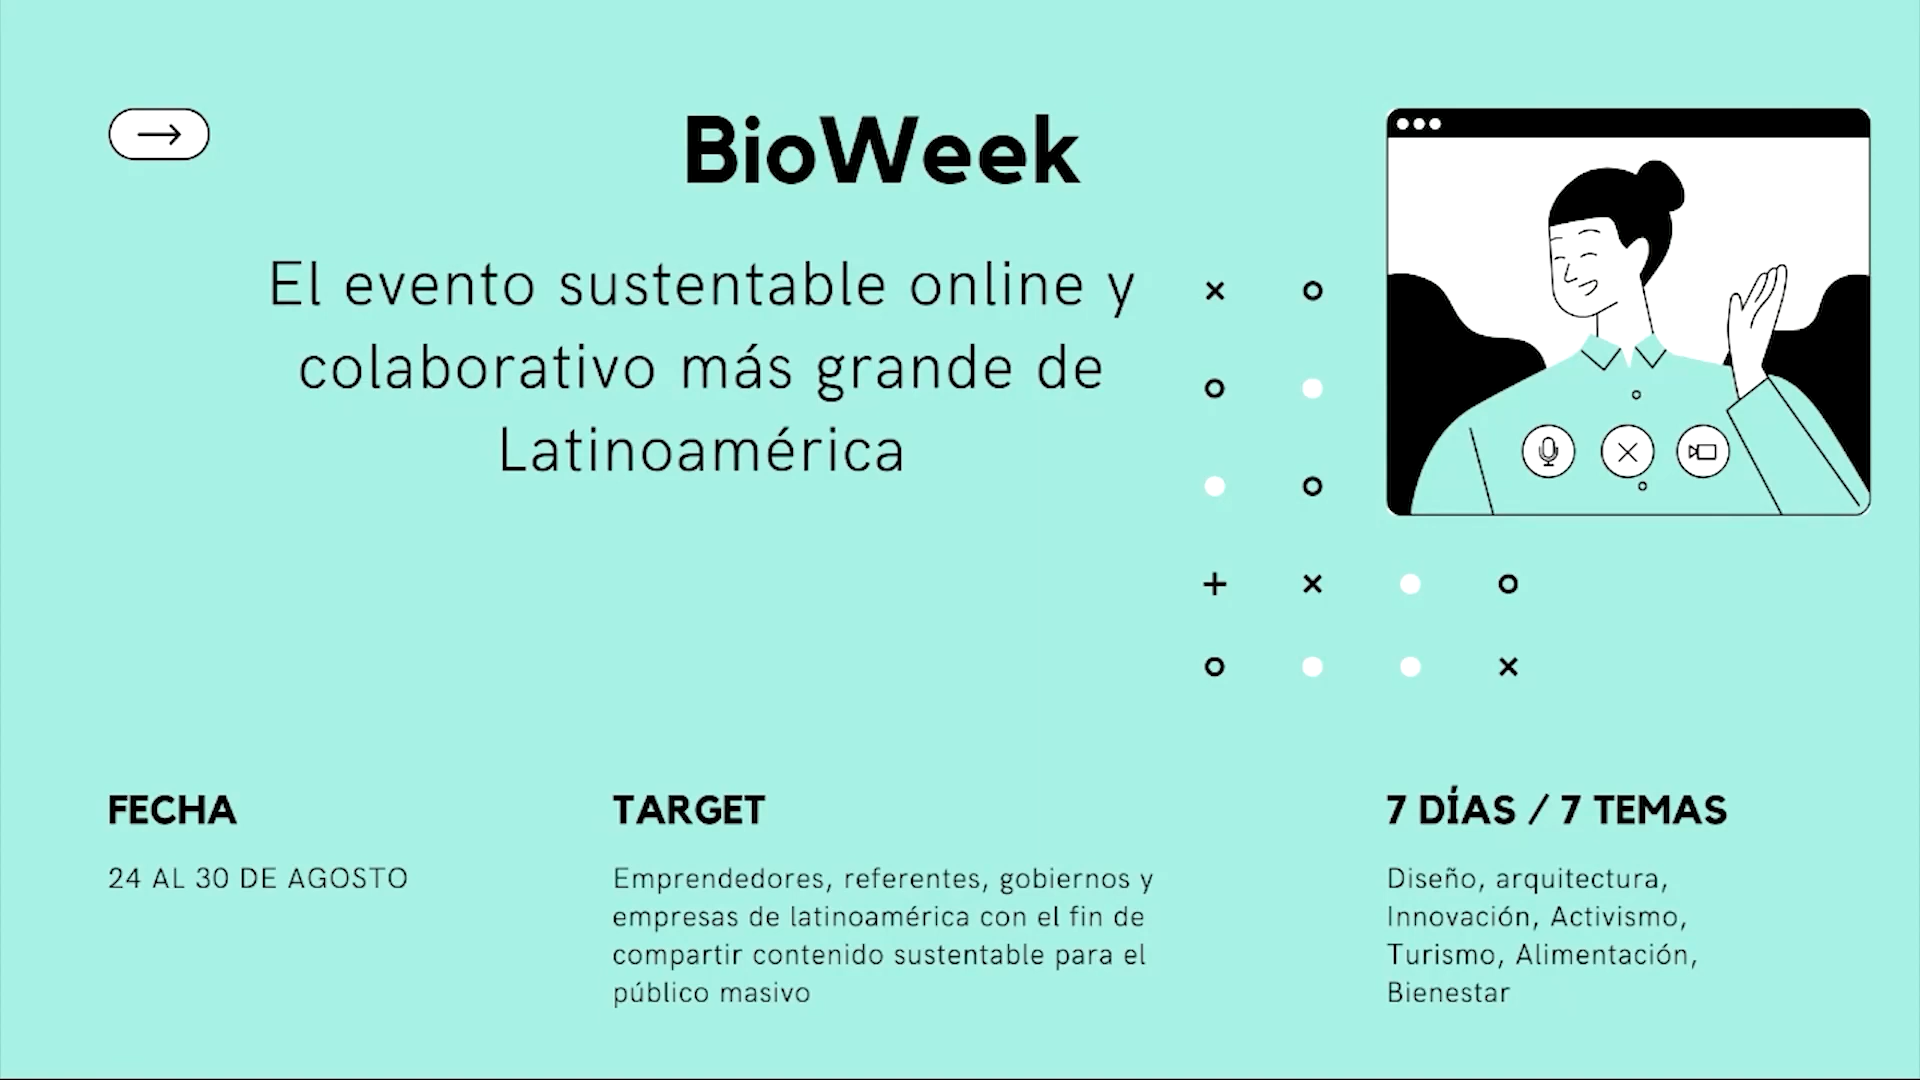 BioWeek
El evento sustentable online y
colaborativo más grande de
Latinoamérica
FECHA
24 AL 30 DE AGOSTO
TARGET
Emprendedores, referentes, gobiernos y
empresas de latinoamérica con el fin de
compartir contenido sustentable para el
público masivo
7 DÍAS / 7 TEMAS
Diseño, arquitectura,
Innovación, Activismo,
Turismo, Alimentación,
Bienestar